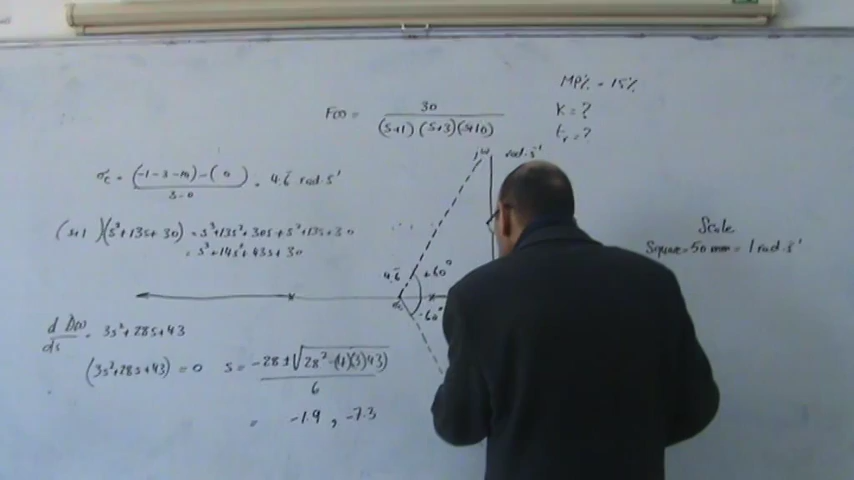 MP% = 15%
F(s) = 30 / (s+1)(s+3)(s+10)
K = ?
tr = ?
jω rad.s⁻¹
σc = (-1-3-10)-(0) / 3-0 = 4.6̄ rad.s⁻¹
(s+1)(s²+13s+30) = s³+13s²+30s+s²+13s+30
= s³+14s²+43s+30
Scale
Square = 50 mm = 1 rad.s⁻¹
4.6̄ +60°
σc -60°
d D(s) / ds = 3s²+28s+43
(3s²+28s+43) = 0 s = -28±√(28²-(4)(3)43) / 6
= -1.9 , -7.3